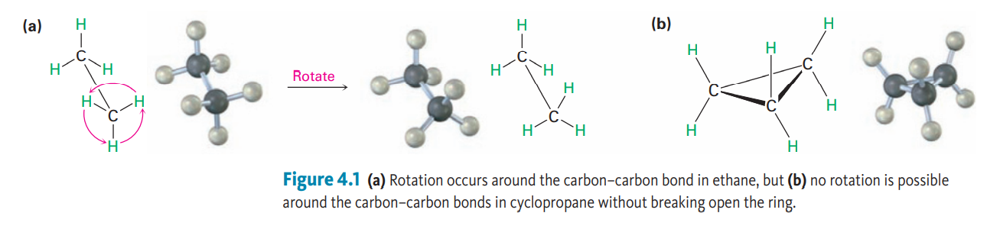 (a)
H
C
H H
H H
C
H
Rotate
H
C
H H
H
C
H H
(b)
H
H
H
C
C
C
H
H
H
Figure 4.1 (a) Rotation occurs around the carbon–carbon bond in ethane, but (b) no rotation is possible
around the carbon–carbon bonds in cyclopropane without breaking open the ring.